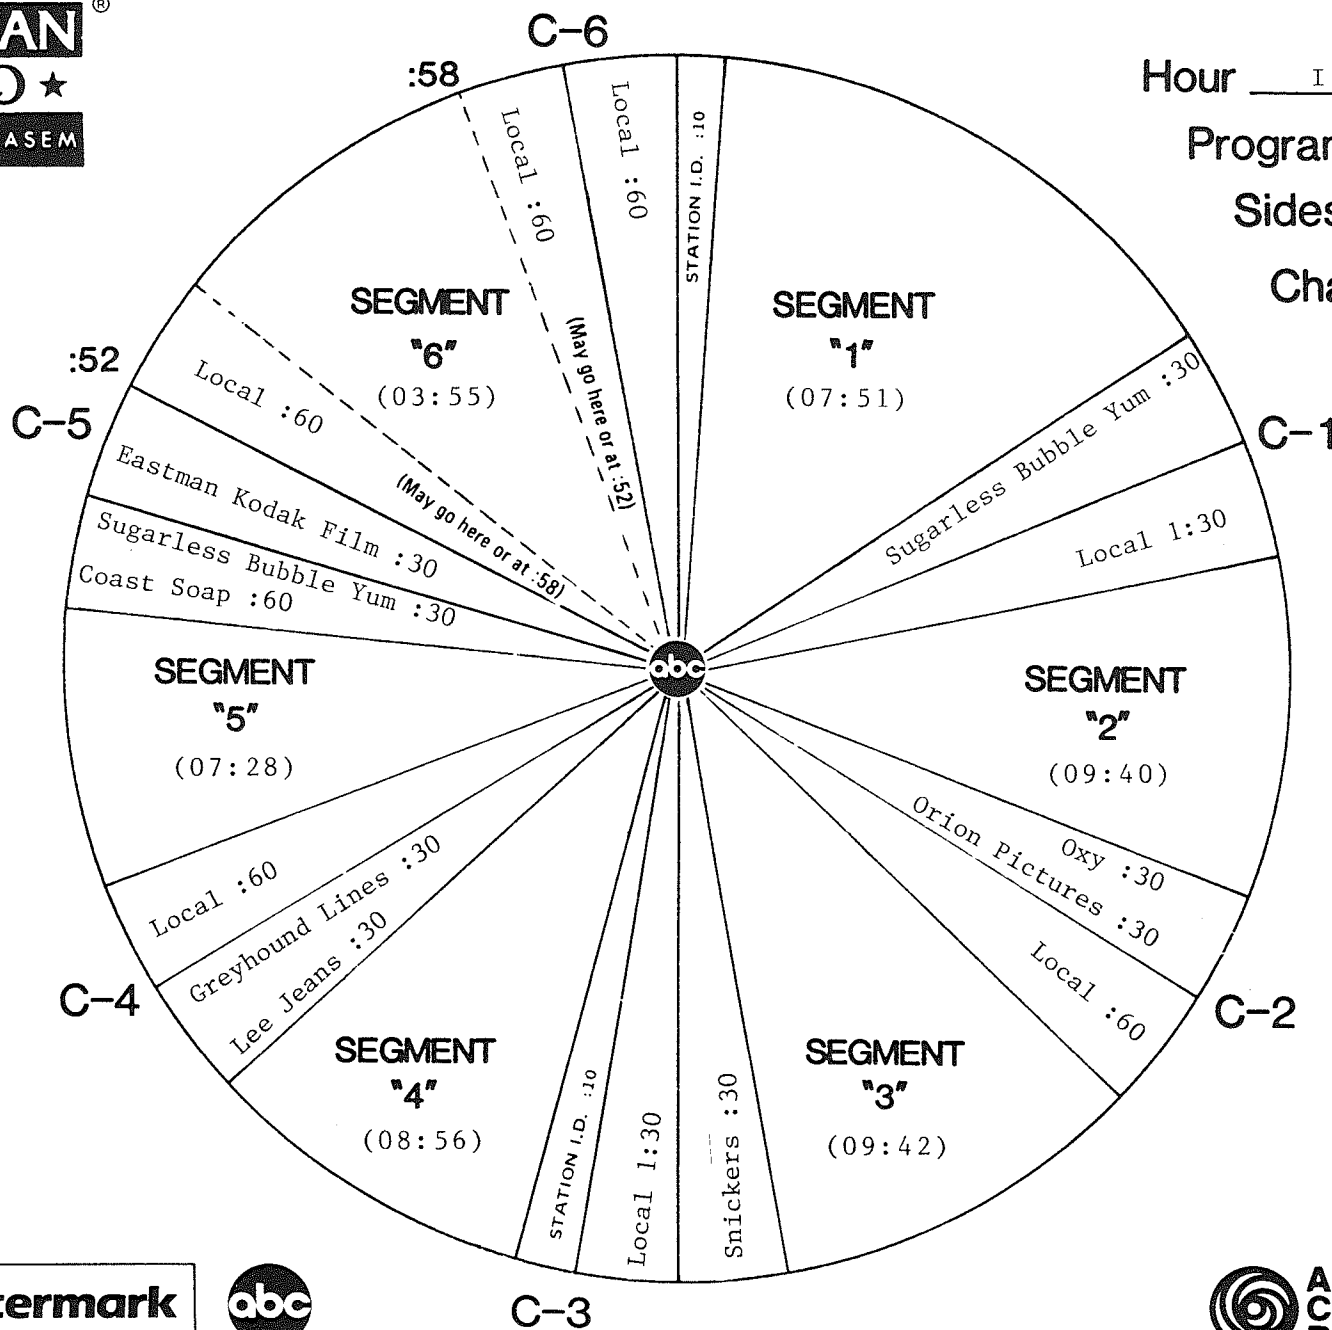 AN
®
ASEM
C-6
:58
Hour I
Progra
Sides
Cha
Local :60
Local :60
STATION I.D. :10
SEGMENT
"6"
(03:55)
(May go here or at :52)
SEGMENT
"1"
(07:51)
Sugarless Bubble Yum :30
C-1
Local 1:30
:52
C-5
Local :60
(May go here or at :58)
Eastman Kodak Film :30
Sugarless Bubble Yum :30
Coast Soap :60
abc
SEGMENT
"5"
(07:28)
SEGMENT
"2"
(09:40)
Oxy :30
Orion Pictures :30
Local :60
C-2
Local :60
Greyhound Lines :30
Lee Jeans :30
C-4
SEGMENT
"4"
(08:56)
STATION I.D. :10
Local 1:30
Snickers :30
SEGMENT
"3"
(09:42)
C-3
termark
abc
A
C